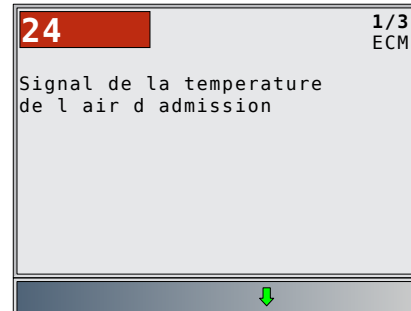 24
1/3
ECM
Signal de la temperature
de l air d admission